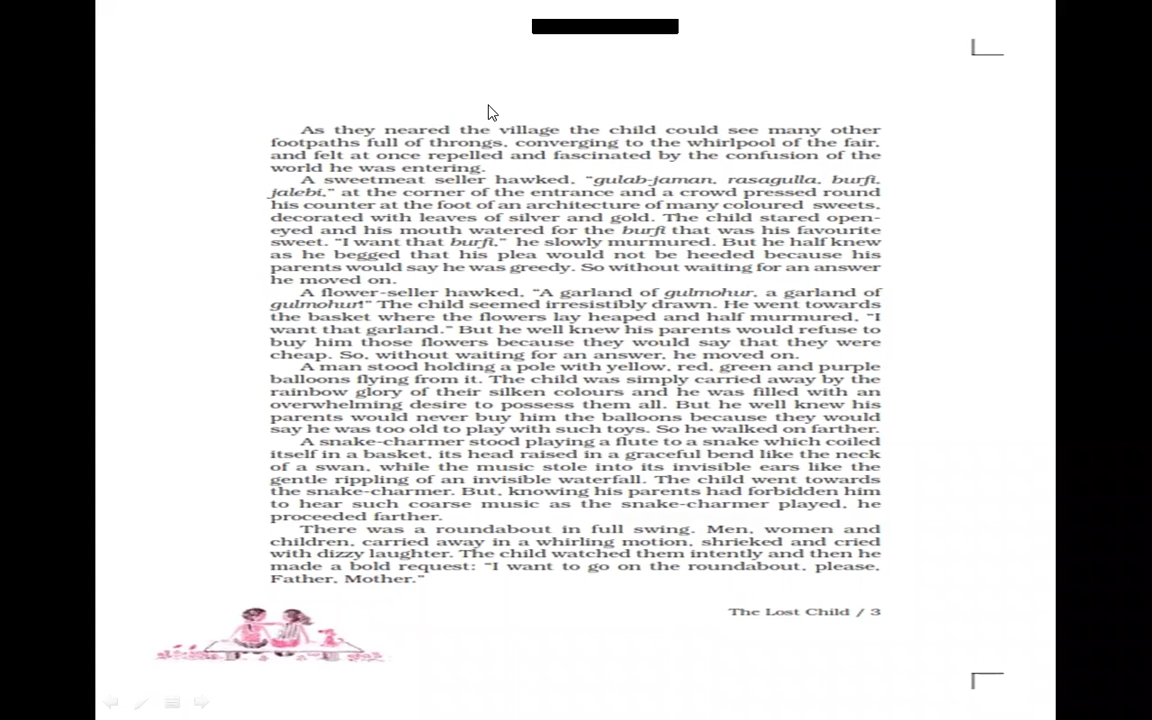 As they neared the village the child could see many other
footpaths full of throngs, converging to the whirlpool of the fair,
and felt at once repelled and fascinated by the confusion of the
world he was entering.
A sweetmeat seller hawked, “gulab-jaman, rasagulla, burfi,
jalebi,” at the corner of the entrance and a crowd pressed round
his counter at the foot of an architecture of many coloured sweets,
decorated with leaves of silver and gold. The child stared open-
eyed and his mouth watered for the burfi that was his favourite
sweet. “I want that burfi,” he slowly murmured. But he half knew
as he begged that his plea would not be heeded because his
parents would say he was greedy. So without waiting for an answer
he moved on.
A flower-seller hawked, “A garland of gulmohur, a garland of
gulmohur!” The child seemed irresistibly drawn. He went towards
the basket where the flowers lay heaped and half murmured, “I
want that garland.” But he well knew his parents would refuse to
buy him those flowers because they would say that they were
cheap. So, without waiting for an answer, he moved on.
A man stood holding a pole with yellow, red, green and purple
balloons flying from it. The child was simply carried away by the
rainbow glory of their silken colours and he was filled with an
overwhelming desire to possess them all. But he well knew his
parents would never buy him the balloons because they would
say he was too old to play with such toys. So he walked on farther.
A snake-charmer stood playing a flute to a snake which coiled
itself in a basket, its head raised in a graceful bend like the neck
of a swan, while the music stole into its invisible ears like the
gentle rippling of an invisible waterfall. The child went towards
the snake-charmer. But, knowing his parents had forbidden him
to hear such coarse music as the snake-charmer played, he
proceeded farther.
There was a roundabout in full swing. Men, women and
children, carried away in a whirling motion, shrieked and cried
with dizzy laughter. The child watched them intently and then he
made a bold request: “I want to go on the roundabout, please,
Father, Mother.”
The Lost Child / 3